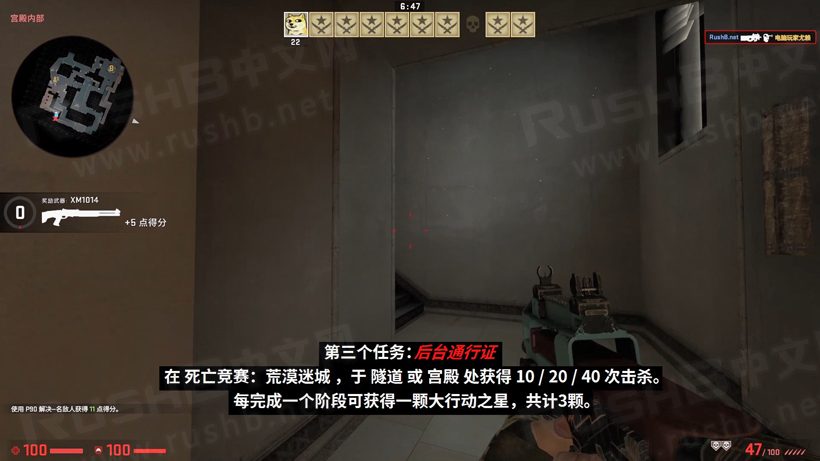 6:47
宫殿内部
22
RushB.net 电脑玩家尤赫
RUSHB中文网
www.rushb.net
B
A
0
奖励武器：XM1014
+5 点得分
第三个任务：后台通行证
在 死亡竞赛：荒漠迷城 ，于 隧道 或 宫殿 处获得 10 / 20 / 40 次击杀。
每完成一个阶段可获得一颗大行动之星，共计3颗。
使用 P90 解决一名敌人获得 11 点得分。
100
100
47 / 100